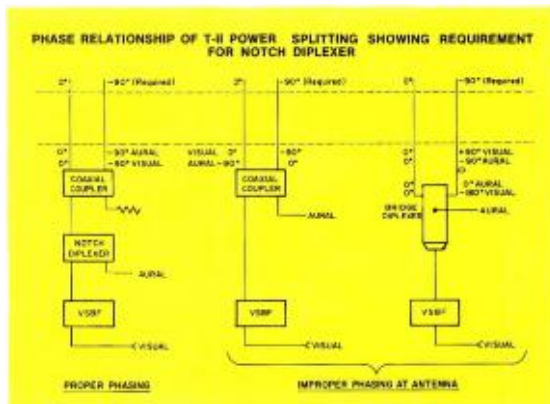 PHASE RELATIONSHIP OF T-II POWER SPLITTING SHOWING REQUIREMENT
FOR NOTCH DIPLEXER
0° -90° (Required) 0° -90° (Required) 0° -90° (Required)
0° -90° AURAL VISUAL 0° -90° 0° +90° VISUAL
0° -90° VISUAL AURAL -90° 0° 0° -90° AURAL
COAXIAL COUPLER
COAXIAL COUPLER
0° 0° AURAL
0° -180° VISUAL
BRIDGE DIPLEXER
AURAL
AURAL
NOTCH DIPLEXER
AURAL
VSBF
VSBF
VSBF
VISUAL
VISUAL
VISUAL
PROPER PHASING
IMPROPER PHASING AT ANTENNA